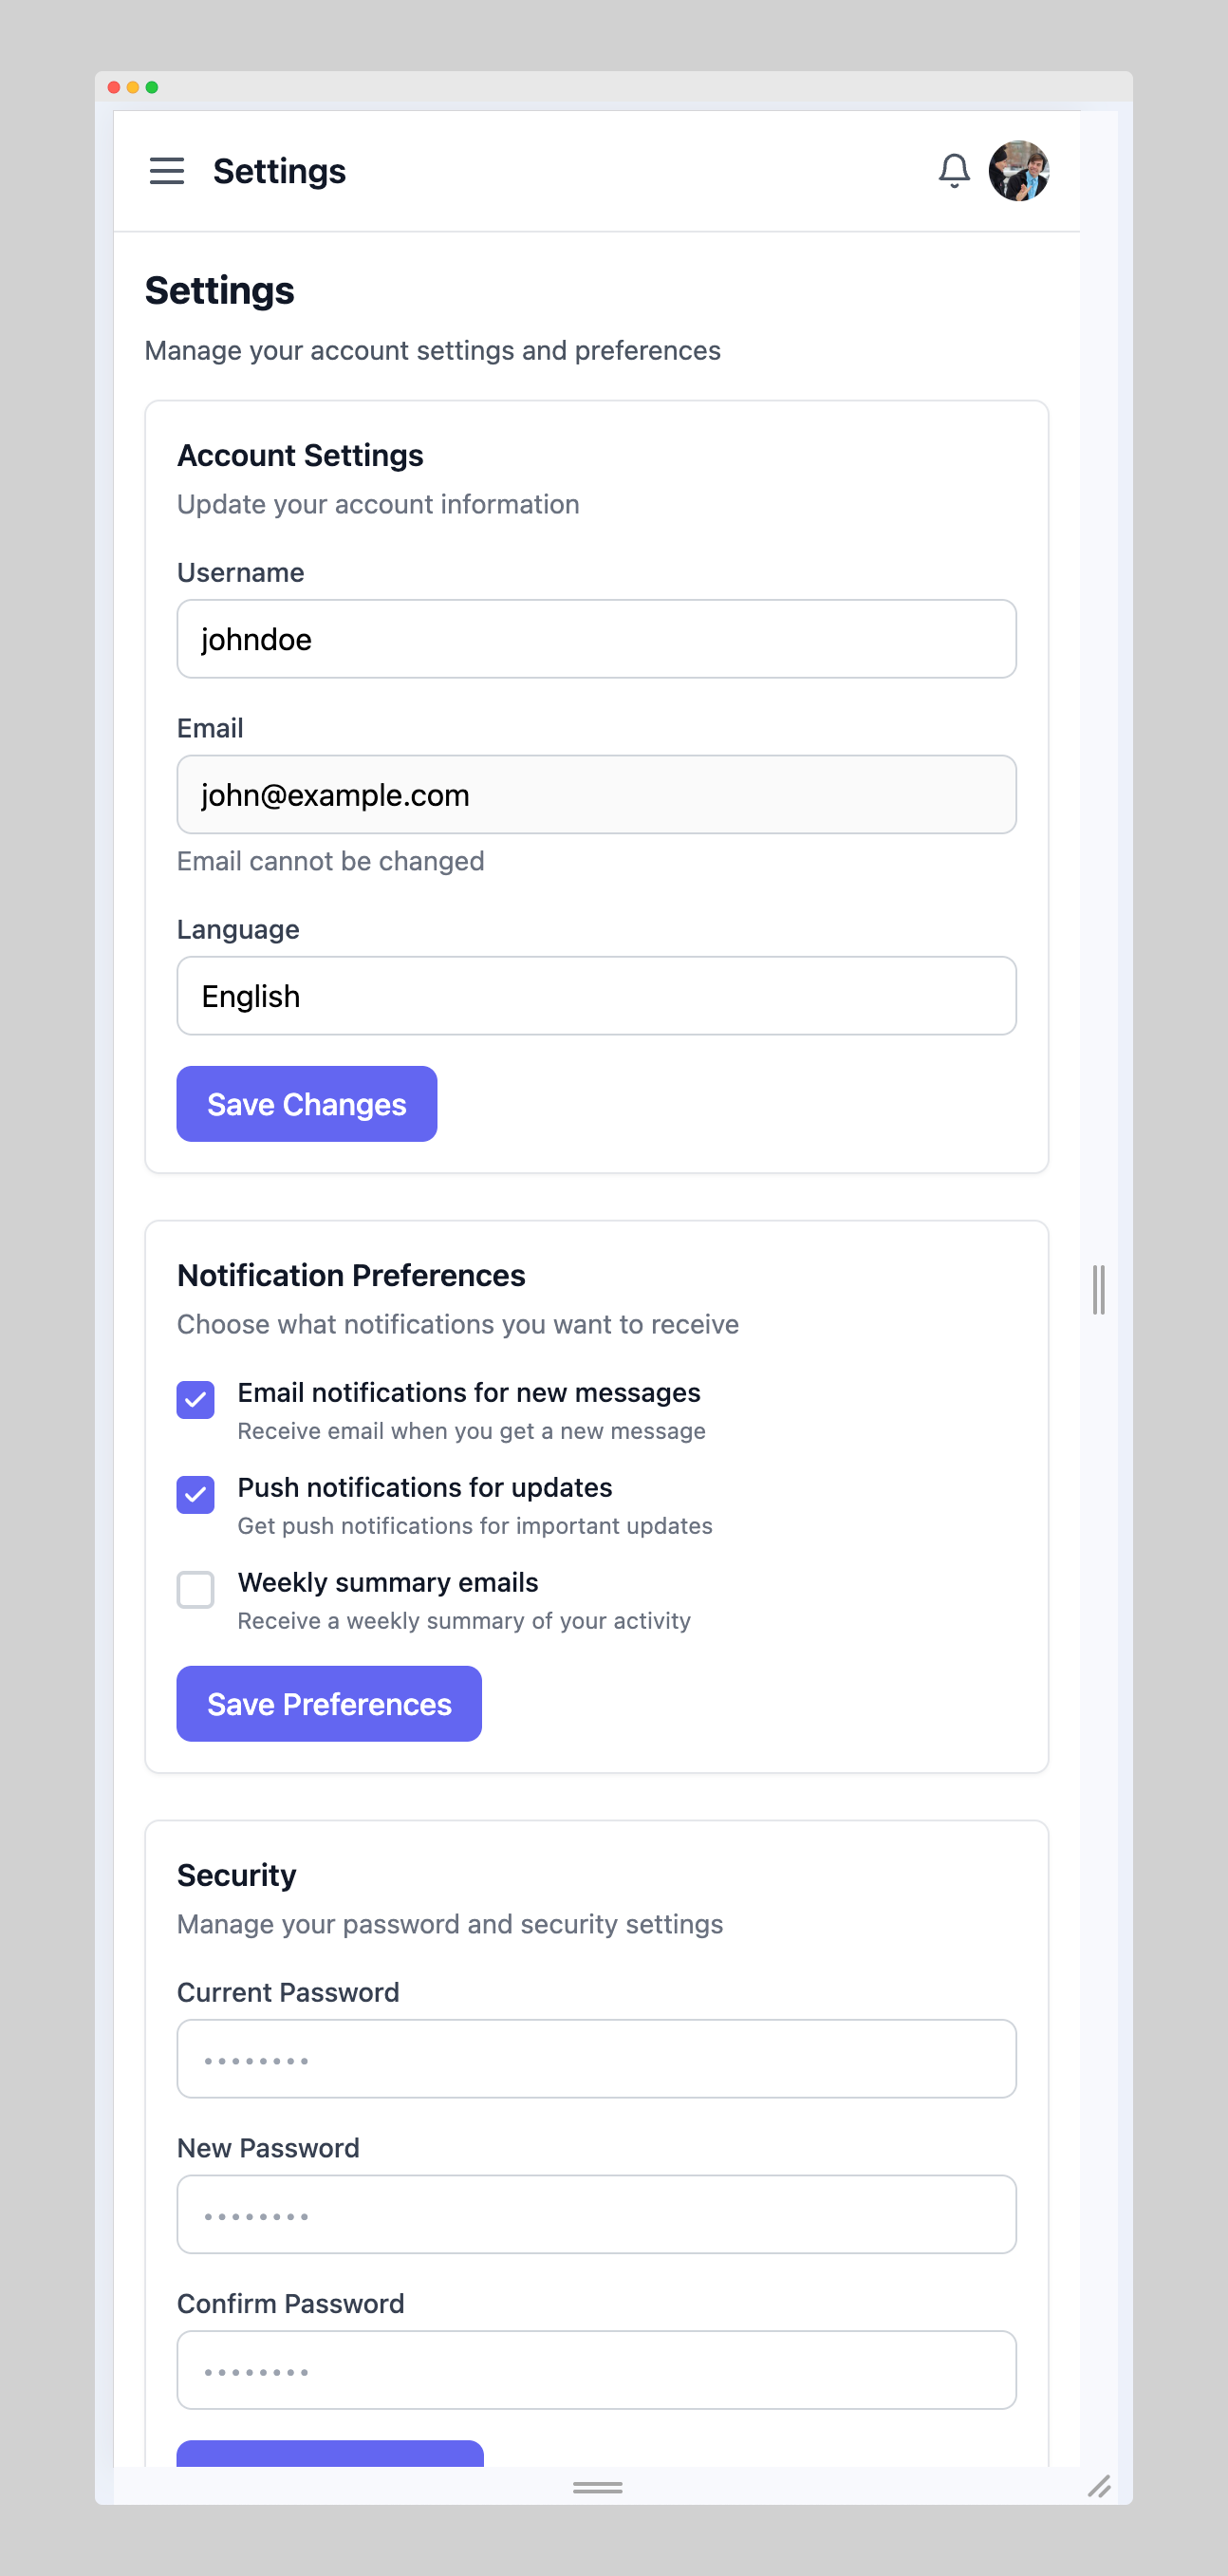 Settings
Settings
Manage your account settings and preferences
Account Settings
Update your account information
Username
johndoe
Email
john@example.com
Email cannot be changed
Language
English
Save Changes
Notification Preferences
Choose what notifications you want to receive
Email notifications for new messages
Receive email when you get a new message
Push notifications for updates
Get push notifications for important updates
Weekly summary emails
Receive a weekly summary of your activity
Save Preferences
Security
Manage your password and security settings
Current Password
••••••••
New Password
••••••••
Confirm Password
••••••••